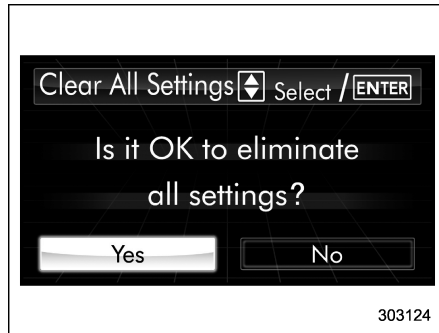 Clear All Settings Select / ENTER
Is it OK to eliminate
all settings?
Yes No
303124